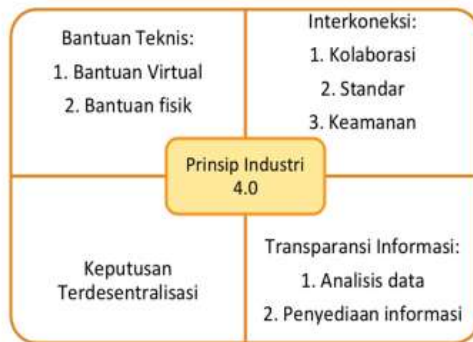 Bantuan Teknis:
1. Bantuan Virtual
2. Bantuan fisik
Interkoneksi:
1. Kolaborasi
2. Standar
3. Keamanan
Prinsip Industri
4.0
Keputusan
Terdesentralisasi
Transparansi Informasi:
1. Analisis data
2. Penyediaan informasi